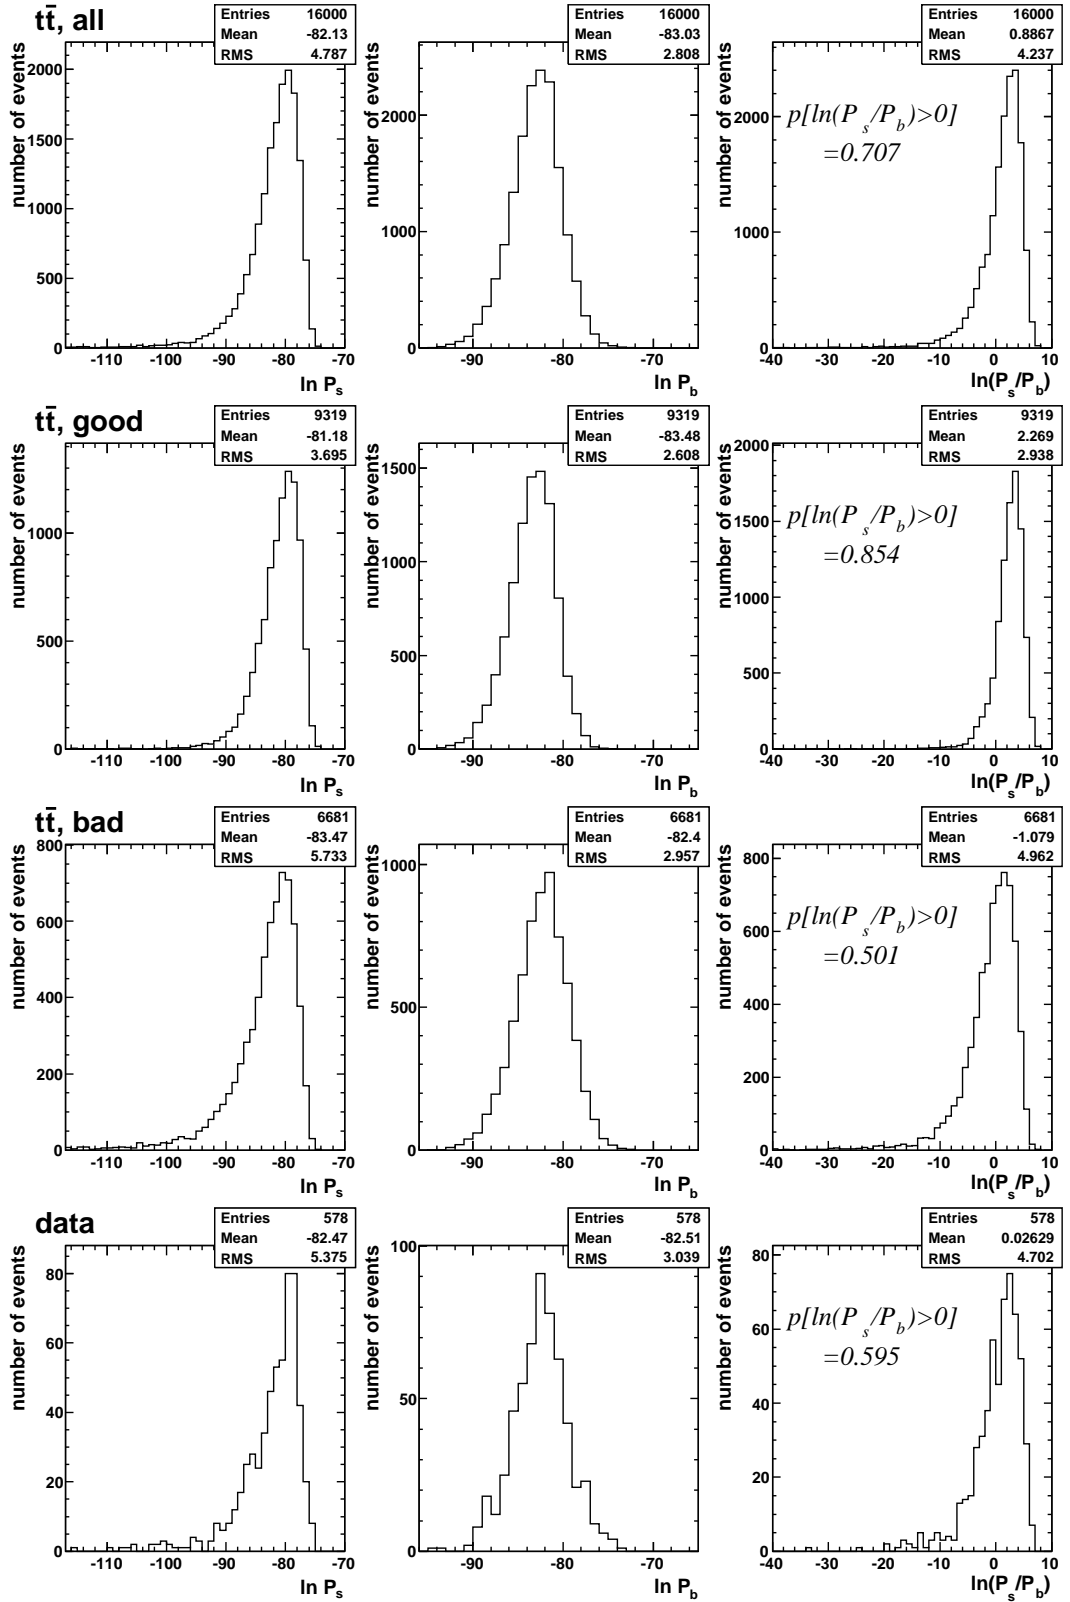 tt̄, all
Entries 16000
Mean -82.13
RMS 4.787
number of events
2000
1500
1000
500
0
-110 -100 -90 -80 -70
ln P_s
Entries 16000
Mean -83.03
RMS 2.808
number of events
2000
1000
0
-90 -80 -70
ln P_b
Entries 16000
Mean 0.8867
RMS 4.237
number of events
2000
1000
0
p[ln(P_s/P_b)>0]
=0.707
-40 -30 -20 -10 0 10
ln(P_s/P_b)
tt̄, good
Entries 9319
Mean -81.18
RMS 3.695
number of events
1000
500
0
-110 -100 -90 -80 -70
ln P_s
Entries 9319
Mean -83.48
RMS 2.608
number of events
1500
1000
500
0
-90 -80 -70
ln P_b
Entries 9319
Mean 2.269
RMS 2.938
number of events
2000
1500
1000
500
0
p[ln(P_s/P_b)>0]
=0.854
-40 -30 -20 -10 0 10
ln(P_s/P_b)
tt̄, bad
Entries 6681
Mean -83.47
RMS 5.733
number of events
800
600
400
200
0
-110 -100 -90 -80 -70
ln P_s
Entries 6681
Mean -82.4
RMS 2.957
number of events
1000
500
0
-90 -80 -70
ln P_b
Entries 6681
Mean -1.079
RMS 4.962
number of events
800
600
400
200
0
p[ln(P_s/P_b)>0]
=0.501
-40 -30 -20 -10 0 10
ln(P_s/P_b)
data
Entries 578
Mean -82.47
RMS 5.375
number of events
80
60
40
20
0
-110 -100 -90 -80 -70
ln P_s
Entries 578
Mean -82.51
RMS 3.039
number of events
100
50
0
-90 -80 -70
ln P_b
Entries 578
Mean 0.02629
RMS 4.702
number of events
80
60
40
20
0
p[ln(P_s/P_b)>0]
=0.595
-40 -30 -20 -10 0 10
ln(P_s/P_b)